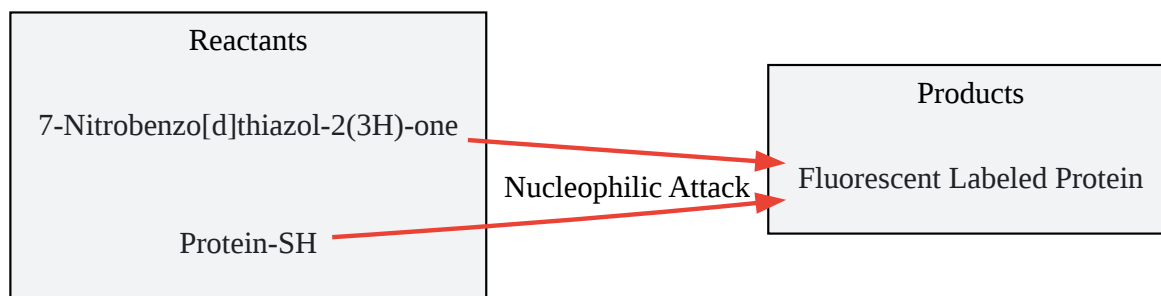 Reactants
7-Nitrobenzo[d]thiazol-2(3H)-one
Protein-SH
Nucleophilic Attack
Products
Fluorescent Labeled Protein